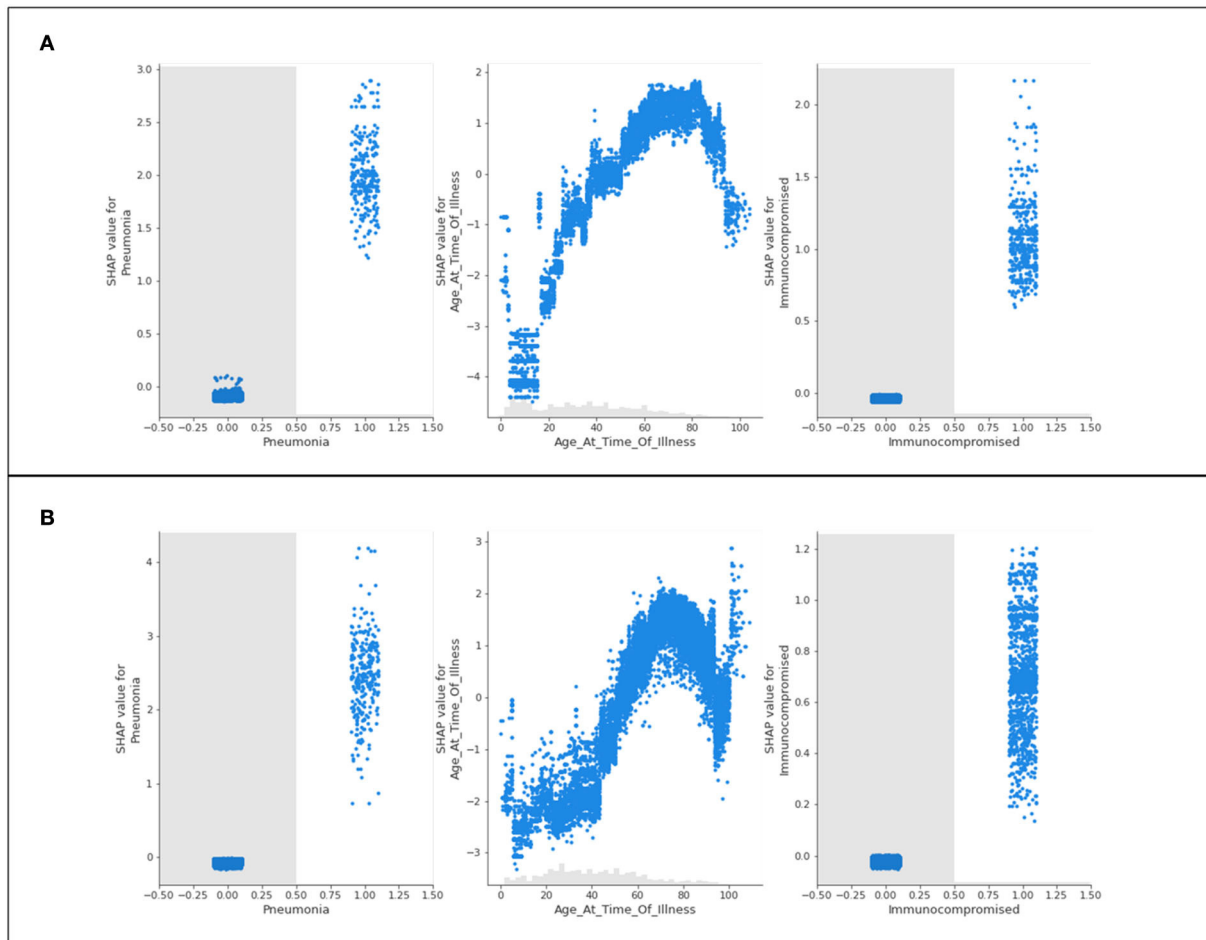 A
SHAP value for
Pneumonia
3.0
2.5
2.0
1.5
1.0
0.5
0.0
−0.50 −0.25 0.00 0.25 0.50 0.75 1.00 1.25 1.50
Pneumonia
SHAP value for
Age_At_Time_Of_Illness
2
1
0
−1
−2
−3
−4
0 20 40 60 80 100
Age_At_Time_Of_Illness
SHAP value for
Immunocompromised
2.0
1.5
1.0
0.5
0.0
−0.50 −0.25 0.00 0.25 0.50 0.75 1.00 1.25 1.50
Immunocompromised
B
SHAP value for
Pneumonia
4
3
2
1
0
−0.50 −0.25 0.00 0.25 0.50 0.75 1.00 1.25 1.50
Pneumonia
SHAP value for
Age_At_Time_Of_Illness
3
2
1
0
−1
−2
−3
0 20 40 60 80 100
Age_At_Time_Of_Illness
SHAP value for
Immunocompromised
1.2
1.0
0.8
0.6
0.4
0.2
0.0
−0.50 −0.25 0.00 0.25 0.50 0.75 1.00 1.25 1.50
Immunocompromised